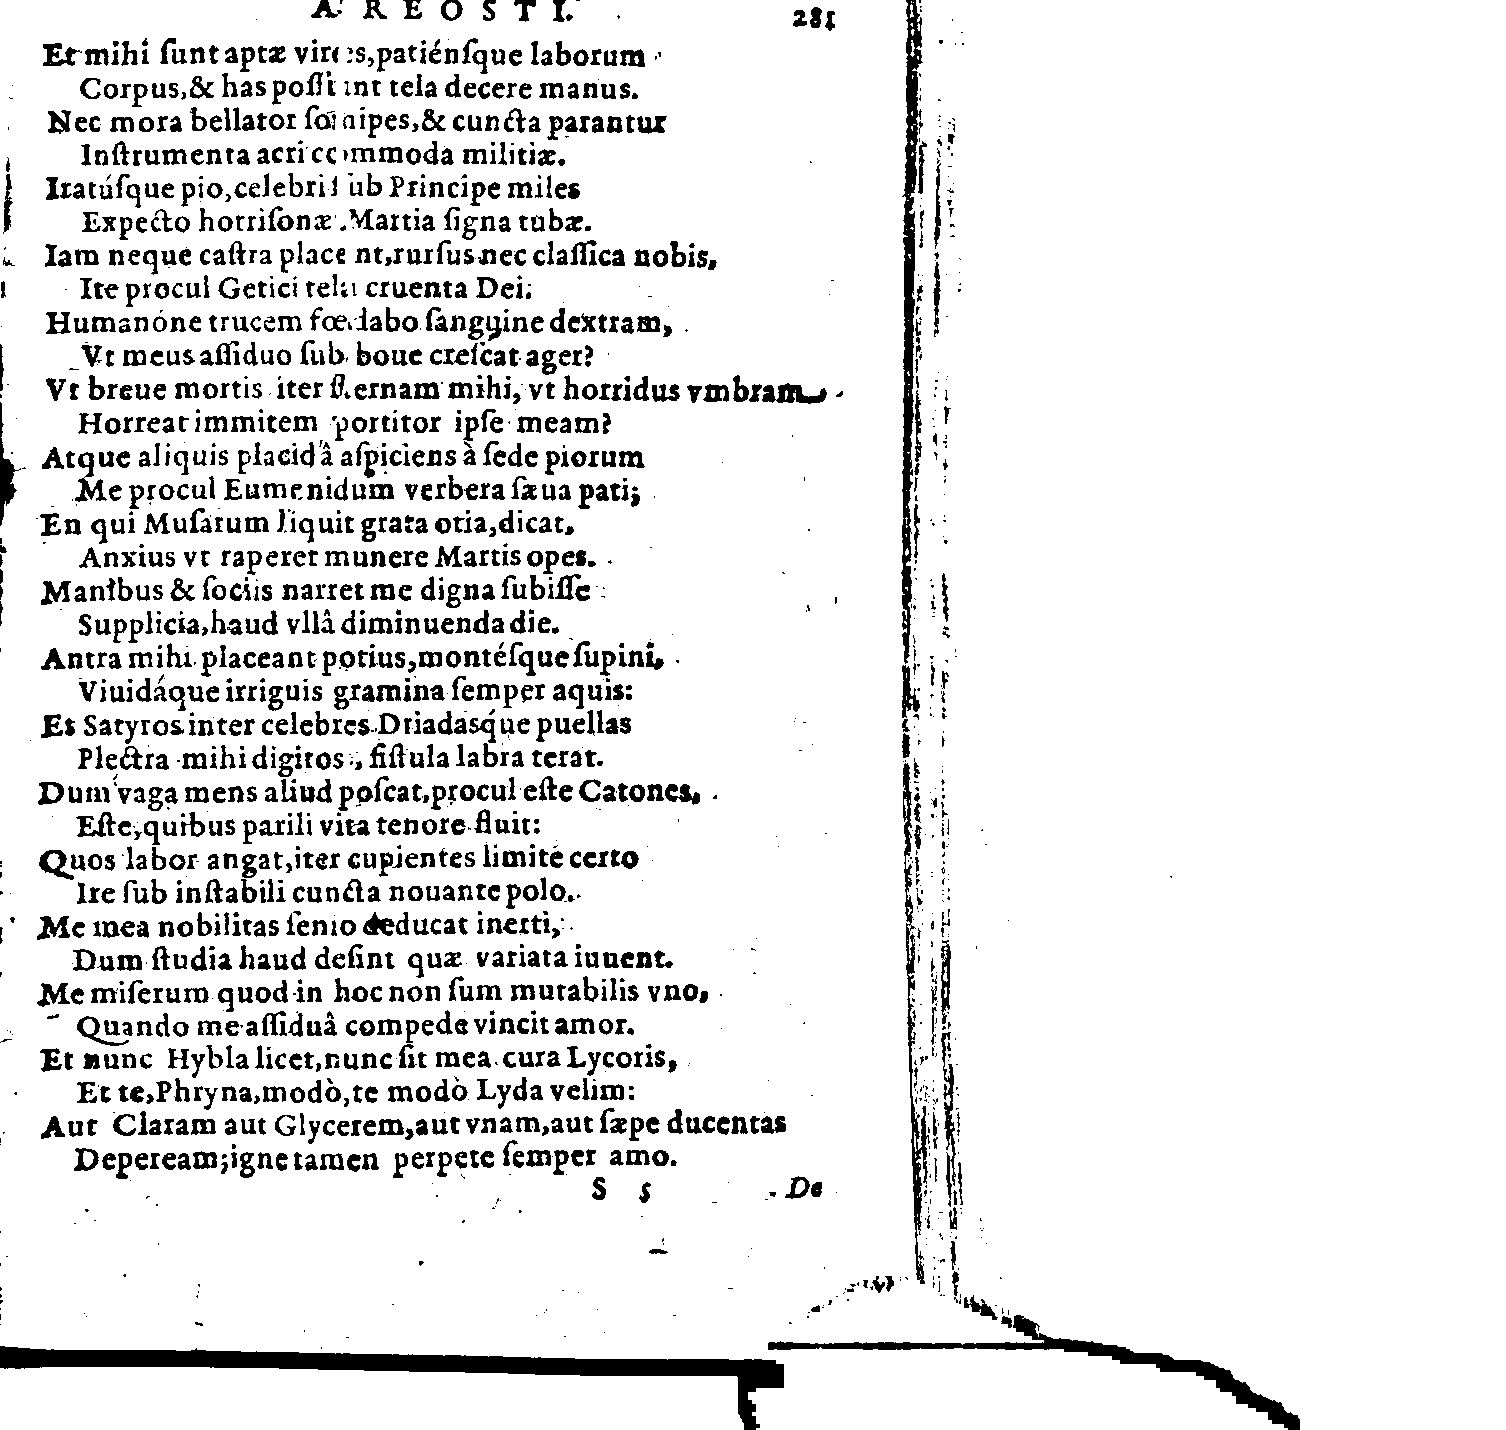 A R E O S T I. 281
Et mihi ſunt aptæ vires, patiénſque laborum
Corpus, & has poſſunt tela decere manus.
Nec mora bellator ſonipes, & cuncta parantur
Inſtrumenta acri commoda militiæ.
Iratúſque pio, celebri ſub Principe miles
Expecto horriſonæ Martia ſigna tubæ.
Iam neque caſtra placent, rurſus nec claſſica nobis,
Ite procul Getici tela cruenta Dei.
Humanóne trucem fœdabo ſanguine dextram,
Vt meus aſſiduo ſub boue creſcat ager?
Vt breue mortis iter ſternam mihi, vt horridus vmbram
Horreat immitem portitor ipſe meam?
Atque aliquis placidâ aſpiciens à ſede piorum
Me procul Eumenidum verbera ſæua pati;
En qui Muſarum liquit grata otia, dicat,
Anxius vt raperet munere Martis opes.
Manibus & ſociis narret me digna ſubiſſe
Supplicia, haud vllâ diminuenda die.
Antra mihi placeant potius, montéſque ſupini,
Viuidáque irriguis gramina ſemper aquis:
Et Satyros inter celebres Driadasq́ue puellas
Plectra mihi digitos, fiſtula labra terat.
Dum vaga mens aliud poſcat, procul eſte Catones,
Eſte, quibus parili vita tenore fluit:
Quos labor angat, iter cupientes limite certo
Ire ſub inſtabili cuncta nouante polo.
Me mea nobilitas ſenio deducat inerti,
Dum ſtudia haud deſint quæ variata iuuent.
Me miſerum quod in hoc non ſum mutabilis vno,
Quando me aſſiduâ compede vincit amor.
Et nunc Hybla licet, nunc ſit mea cura Lycoris,
Et te, Phryna, modò, te modò Lyda velim:
Aut Claram aut Glycerem, aut vnam, aut ſæpe ducentas
Depeream; igne tamen perpete ſemper amo.
S 5 De